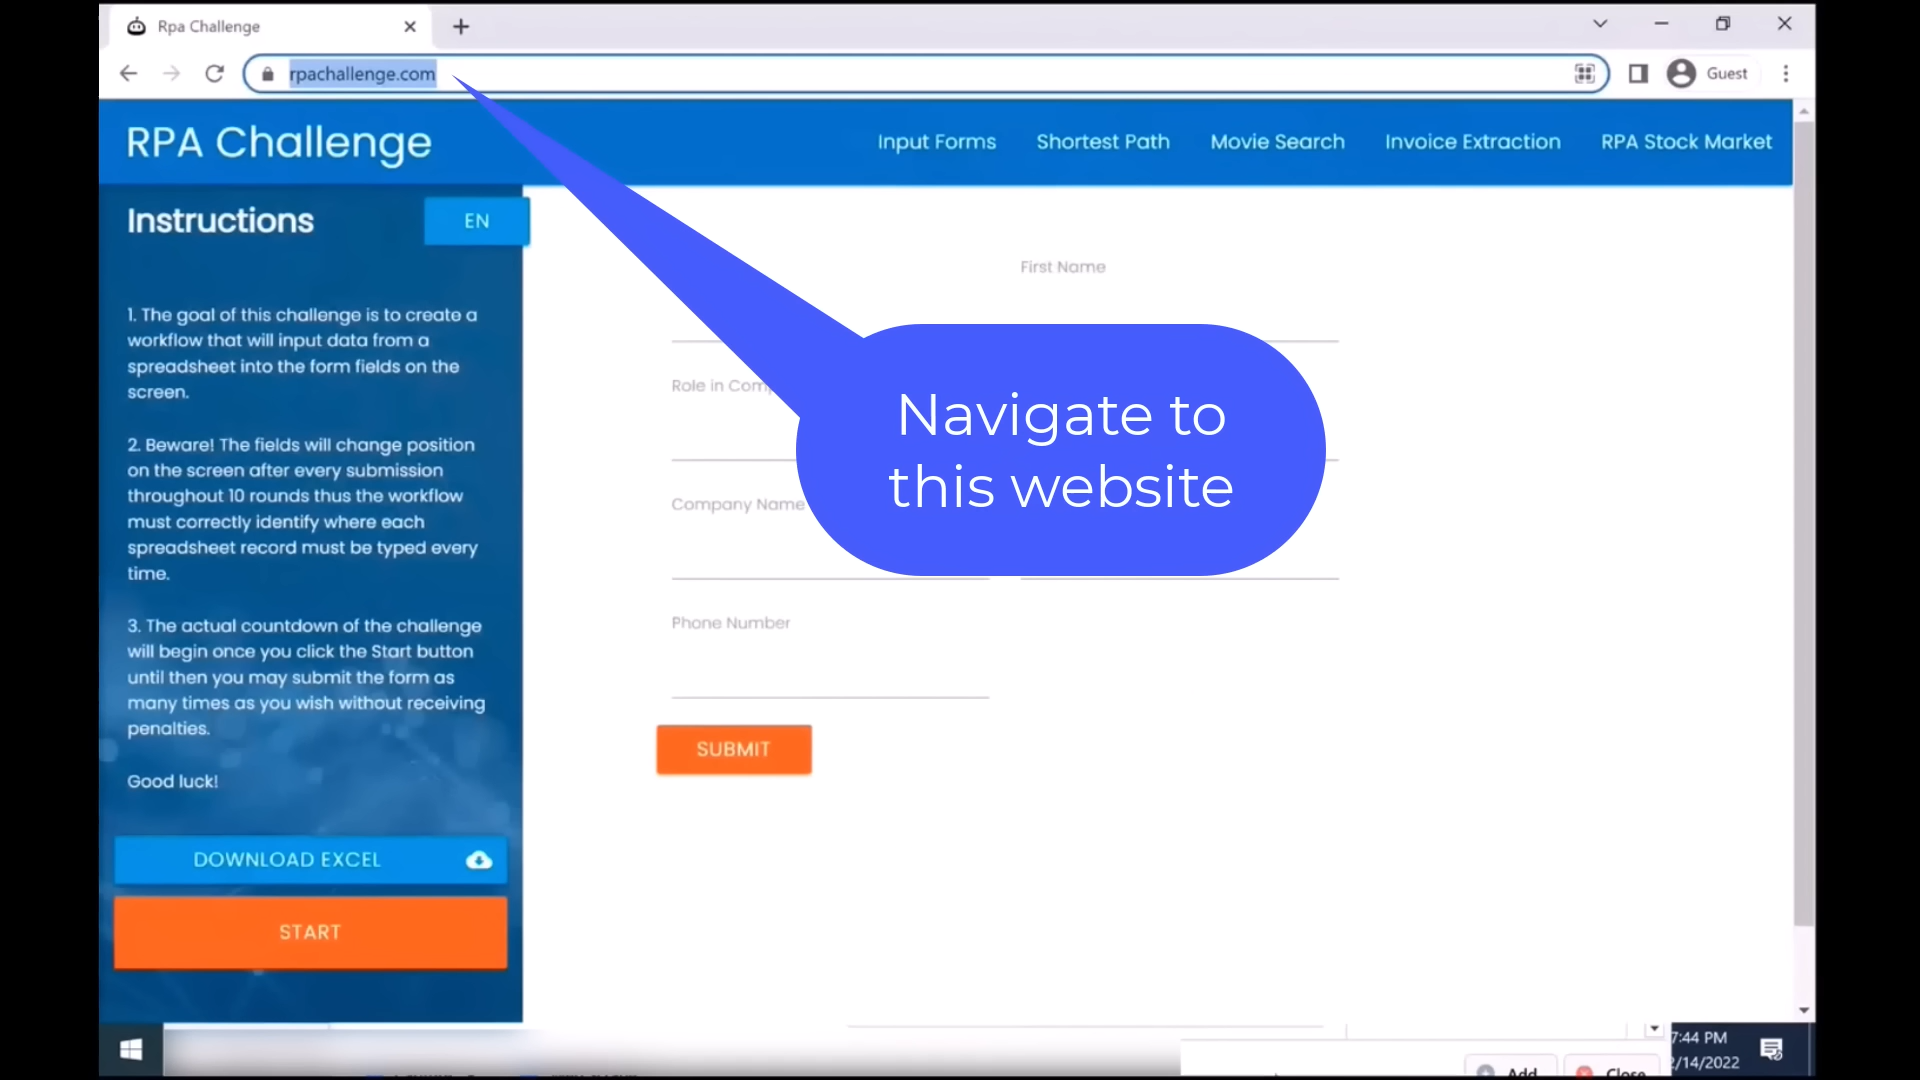 Rpa Challenge
rpachallenge.com
Guest
RPA Challenge
Input Forms
Shortest Path
Movie Search
Invoice Extraction
RPA Stock Market
Instructions
EN
1. The goal of this challenge is to create a
workflow that will input data from a
spreadsheet into the form fields on the
screen.
2. Beware! The fields will change position
on the screen after every submission
throughout 10 rounds thus the workflow
must correctly identify where each
spreadsheet record must be typed every
time.
3. The actual countdown of the challenge
will begin once you click the Start button
until then you may submit the form as
many times as you wish without receiving
penalties.
Good luck!
DOWNLOAD EXCEL
START
First Name
Role in Com
Company Name
Phone Number
SUBMIT
Navigate to
this website
7:44 PM
/14/2022
Add
Close